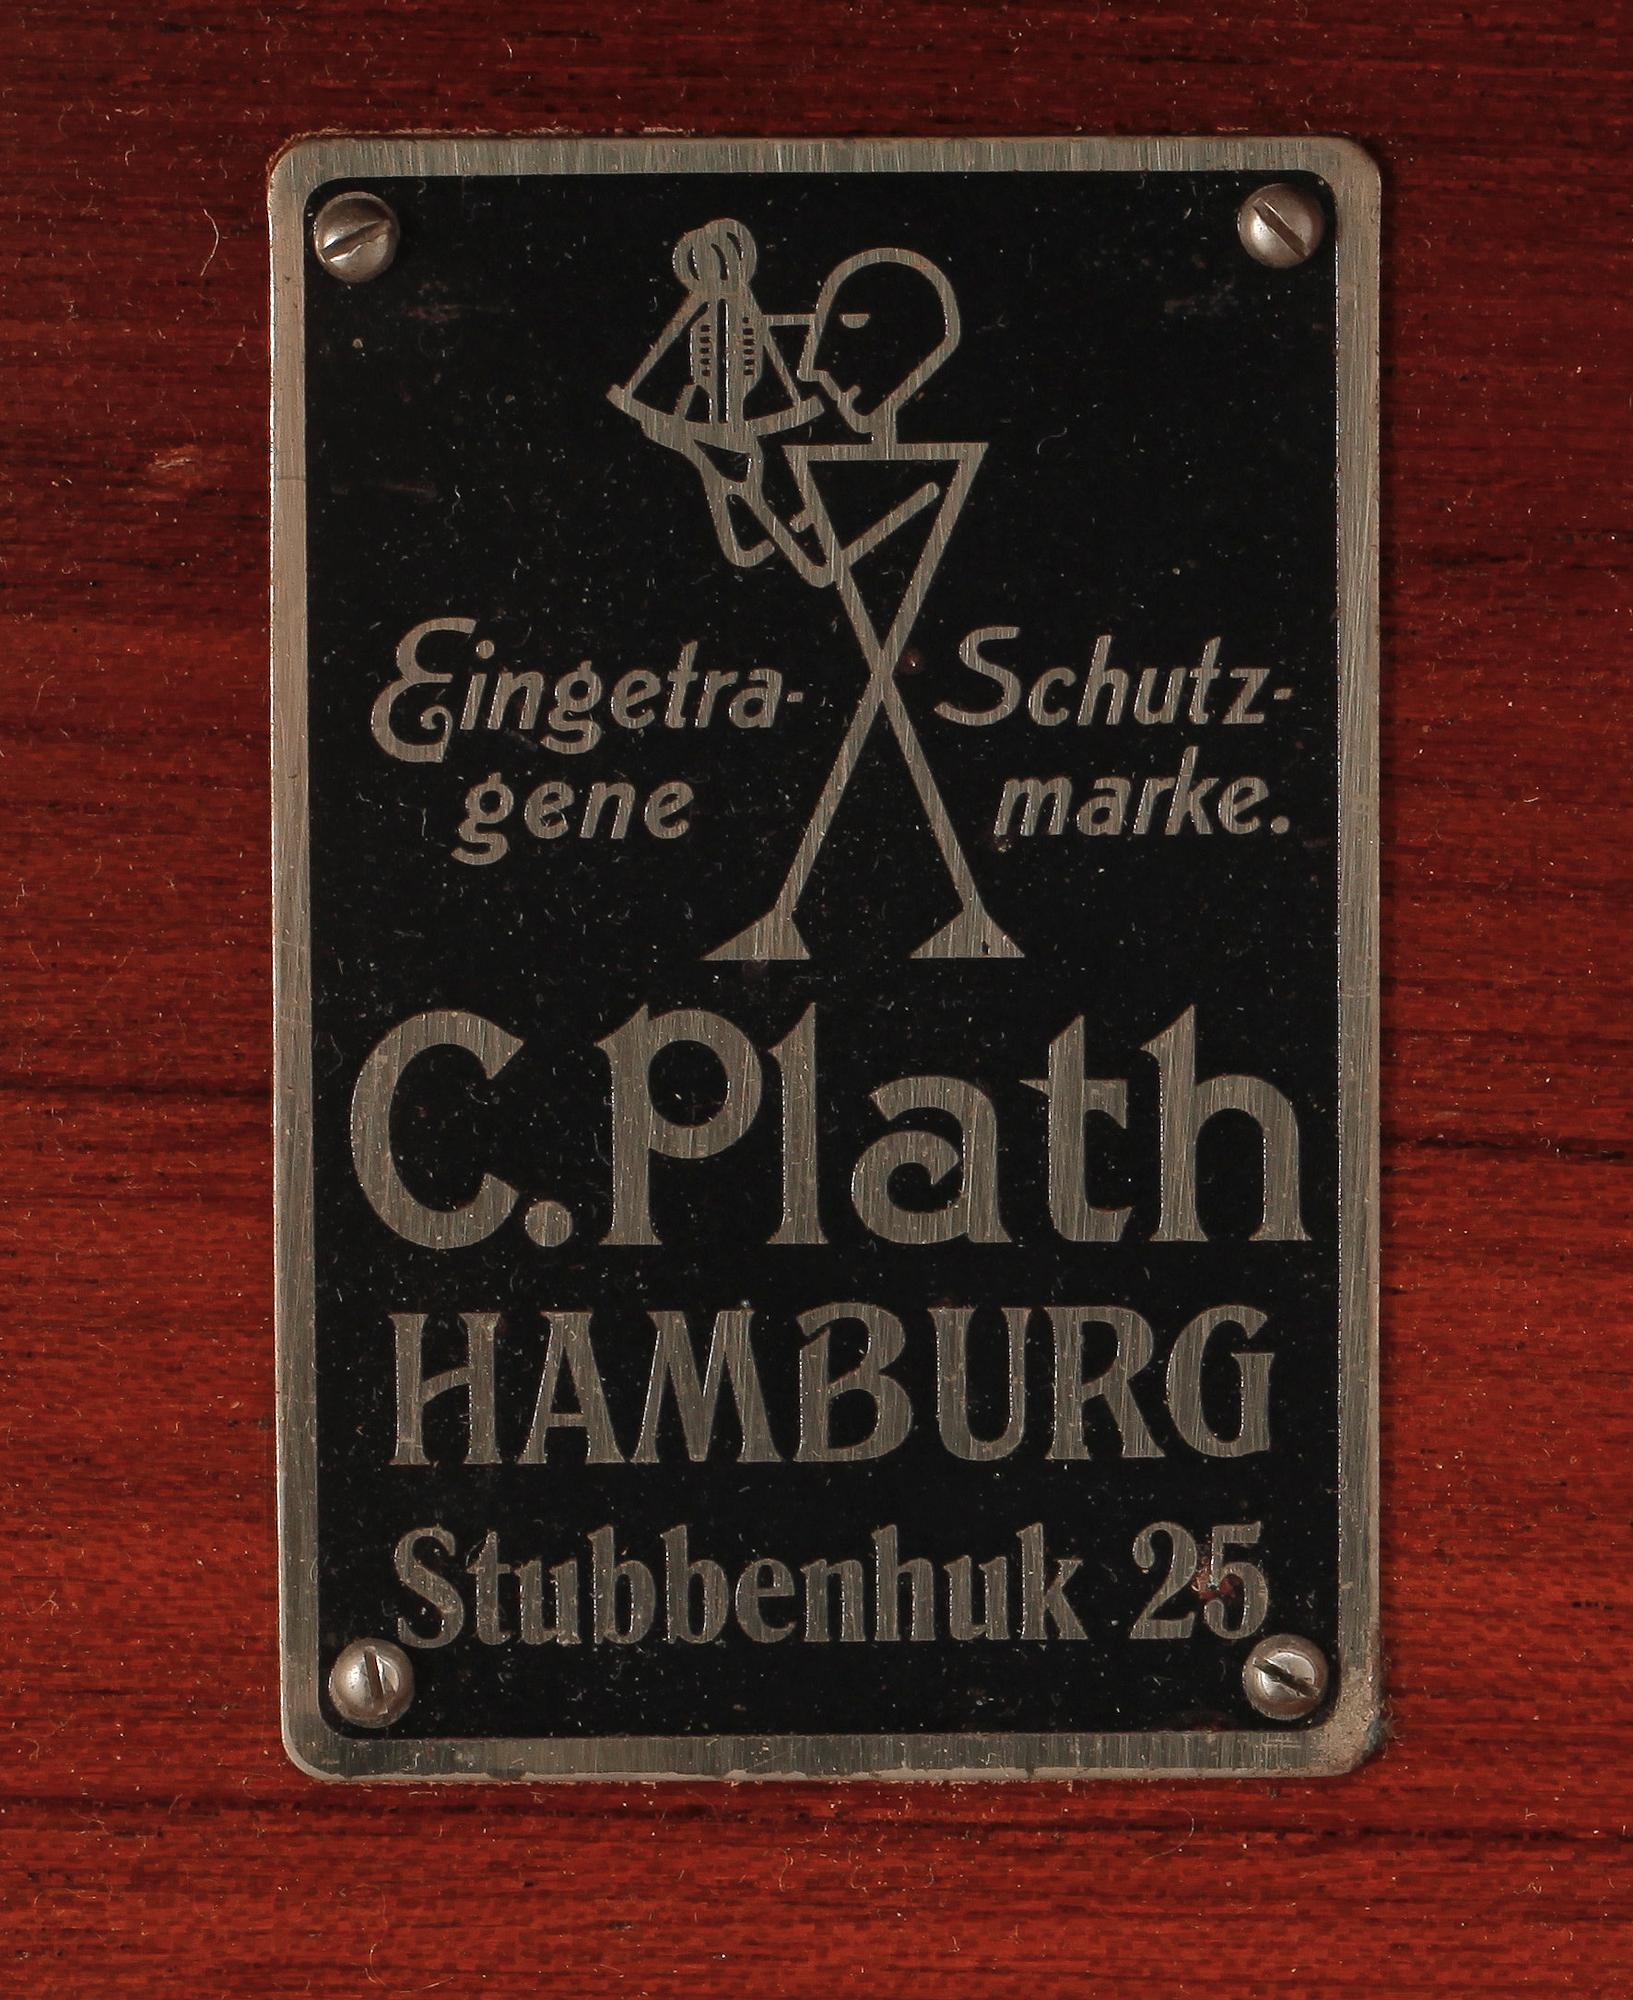 Eingetra-
gene
Schutz-
marke.
C. Plath
HAMBURG
Stubbenhuk 25